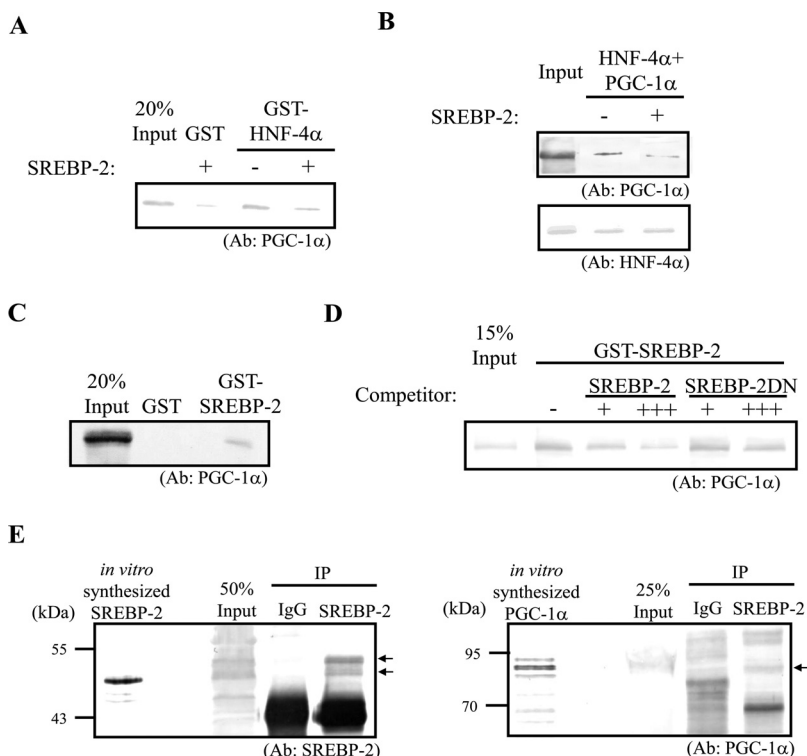 A
20%
Input
GST
GST-
HNF-4α
SREBP-2:
+
-
+
(Ab: PGC-1α)
B
Input
HNF-4α+
PGC-1α
SREBP-2:
-
+
(Ab: PGC-1α)
(Ab: HNF-4α)
C
20%
Input
GST
GST-
SREBP-2
(Ab: PGC-1α)
D
15%
Input
GST-SREBP-2
Competitor:
SREBP-2
SREBP-2DN
-
+
+++
+
+++
(Ab: PGC-1α)
E
(kDa)
in vitro
synthesized
SREBP-2
50%
Input
IP
IgG
SREBP-2
55
43
(Ab: SREBP-2)
(kDa)
in vitro
synthesized
PGC-1α
25%
Input
IP
IgG
SREBP-2
95
70
(Ab: PGC-1α)